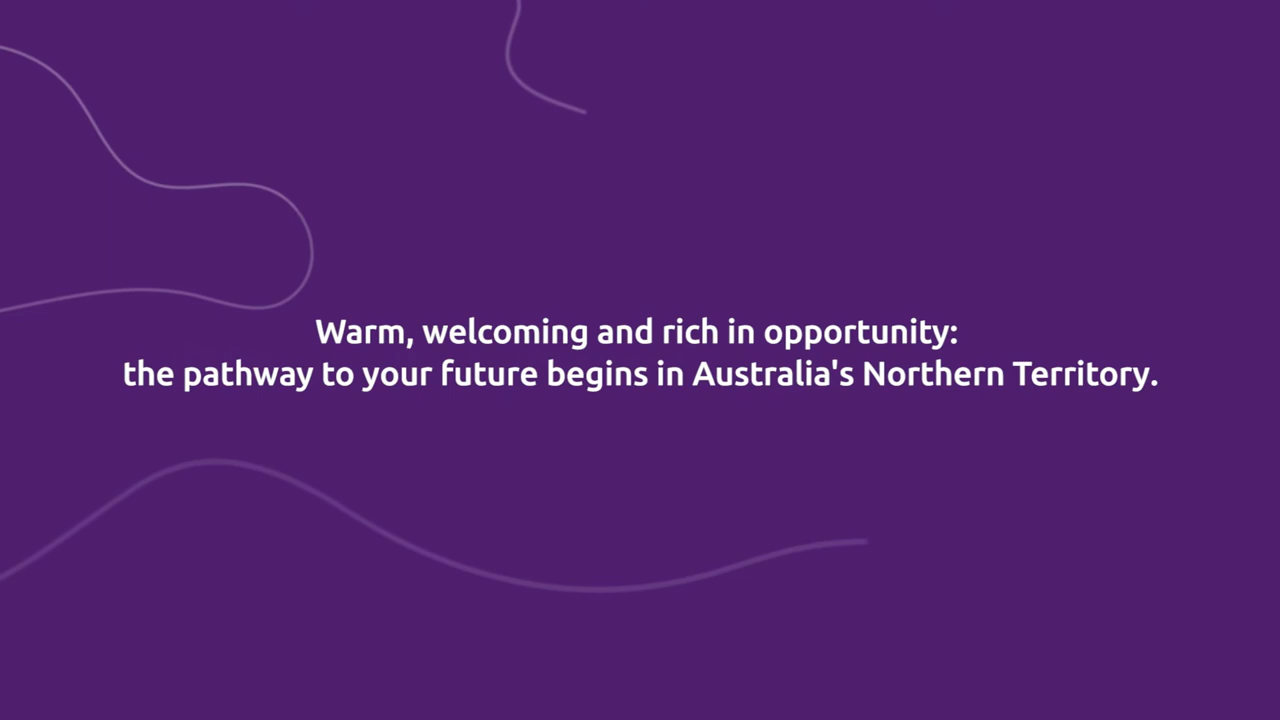 Warm, welcoming and rich in opportunity:
the pathway to your future begins in Australia's Northern Territory.